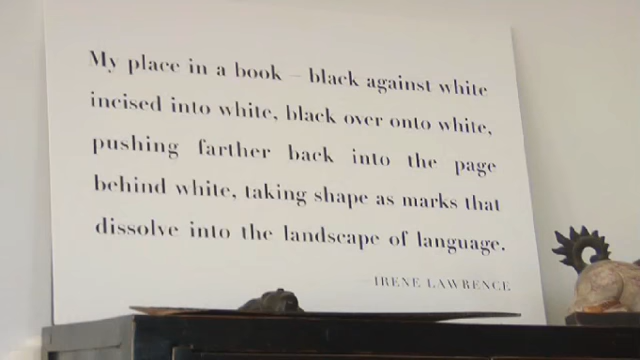 My place in a book – black against white
incised into white, black over onto white,
pushing farther back into the page
behind white, taking shape as marks that
dissolve into the landscape of language.
–IRENE LAWRENCE